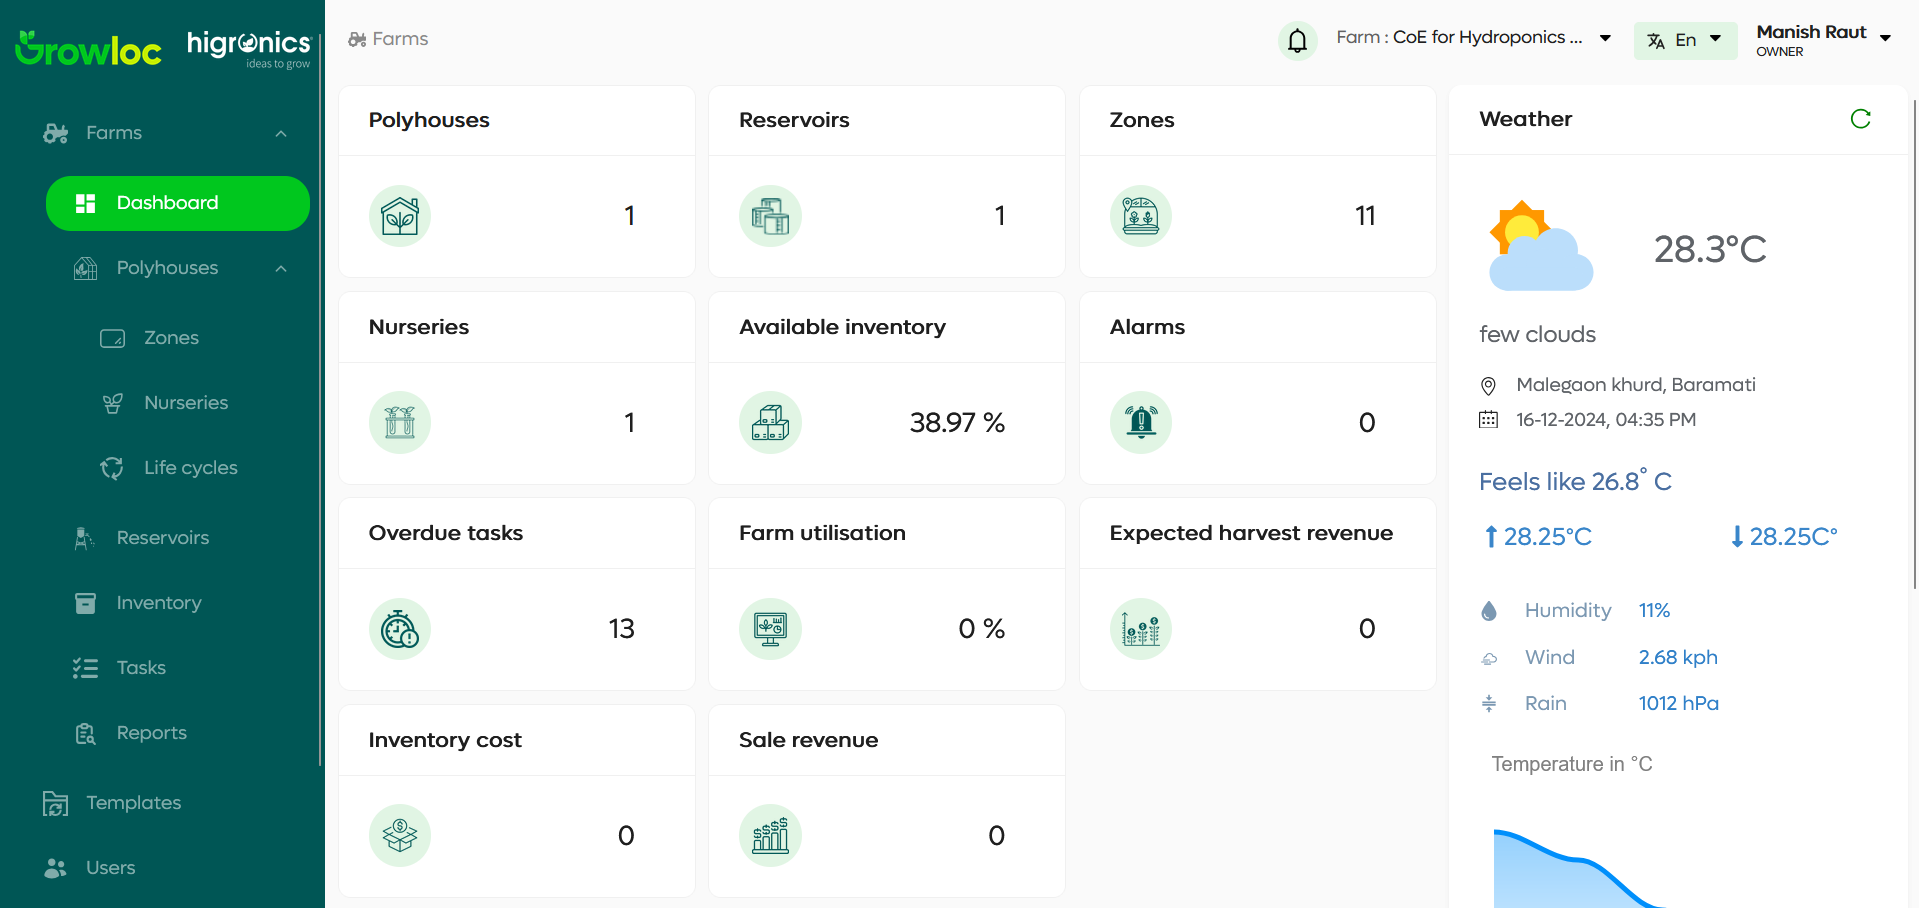 Growloc
higronics
ideas to grow
Farms
Dashboard
Polyhouses
Zones
Nurseries
Life cycles
Reservoirs
Inventory
Tasks
Reports
Templates
Users
Farms
Farm : CoE for Hydroponics ...
En
Manish Raut
OWNER
Polyhouses
1
Reservoirs
1
Zones
11
Nurseries
1
Available inventory
38.97 %
Alarms
0
Overdue tasks
13
Farm utilisation
0 %
Expected harvest revenue
0
Inventory cost
0
Sale revenue
0
Weather
28.3°C
few clouds
Malegaon khurd, Baramati
16-12-2024, 04:35 PM
Feels like 26.8° C
28.25°C
28.25C°
Humidity 11%
Wind 2.68 kph
Rain 1012 hPa
Temperature in °C